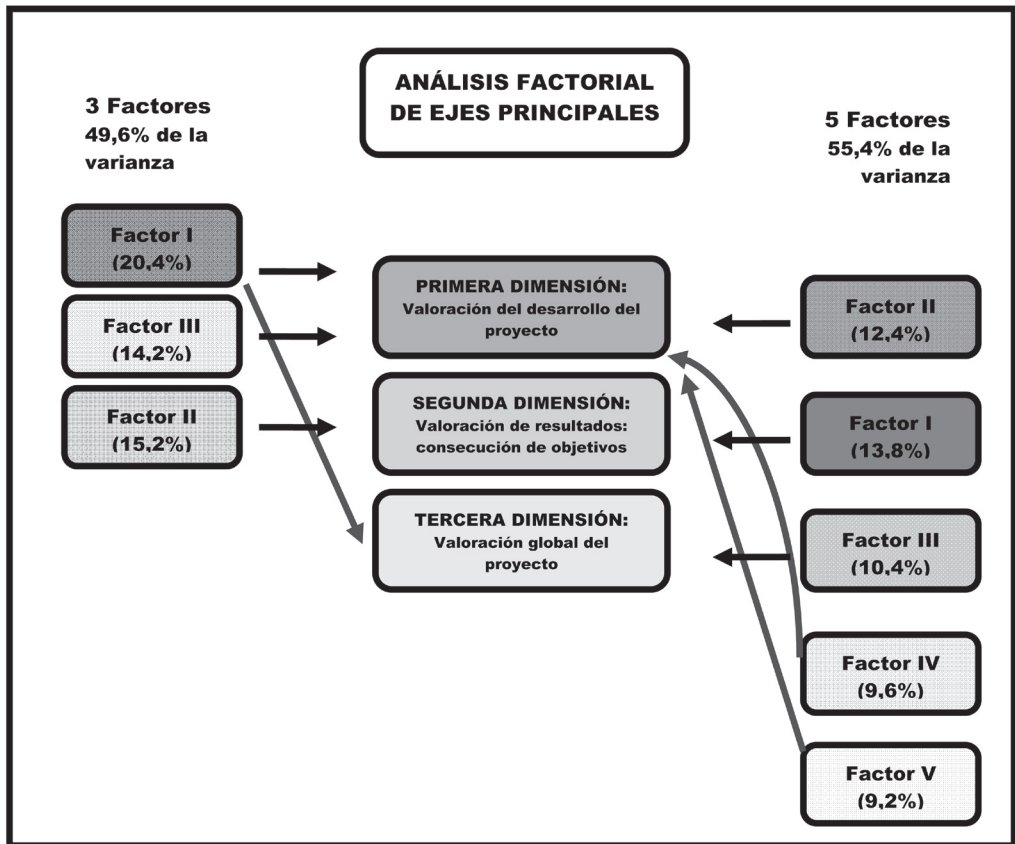 ANÁLISIS FACTORIAL
DE EJES PRINCIPALES
3 Factores
49,6% de la
varianza
5 Factores
55,4% de la
varianza
Factor I
(20,4%)
Factor III
(14,2%)
Factor II
(15,2%)
PRIMERA DIMENSIÓN:
Valoración del desarrollo del
proyecto
SEGUNDA DIMENSIÓN:
Valoración de resultados:
consecución de objetivos
TERCERA DIMENSIÓN:
Valoración global del
proyecto
Factor II
(12,4%)
Factor I
(13,8%)
Factor III
(10,4%)
Factor IV
(9,6%)
Factor V
(9,2%)